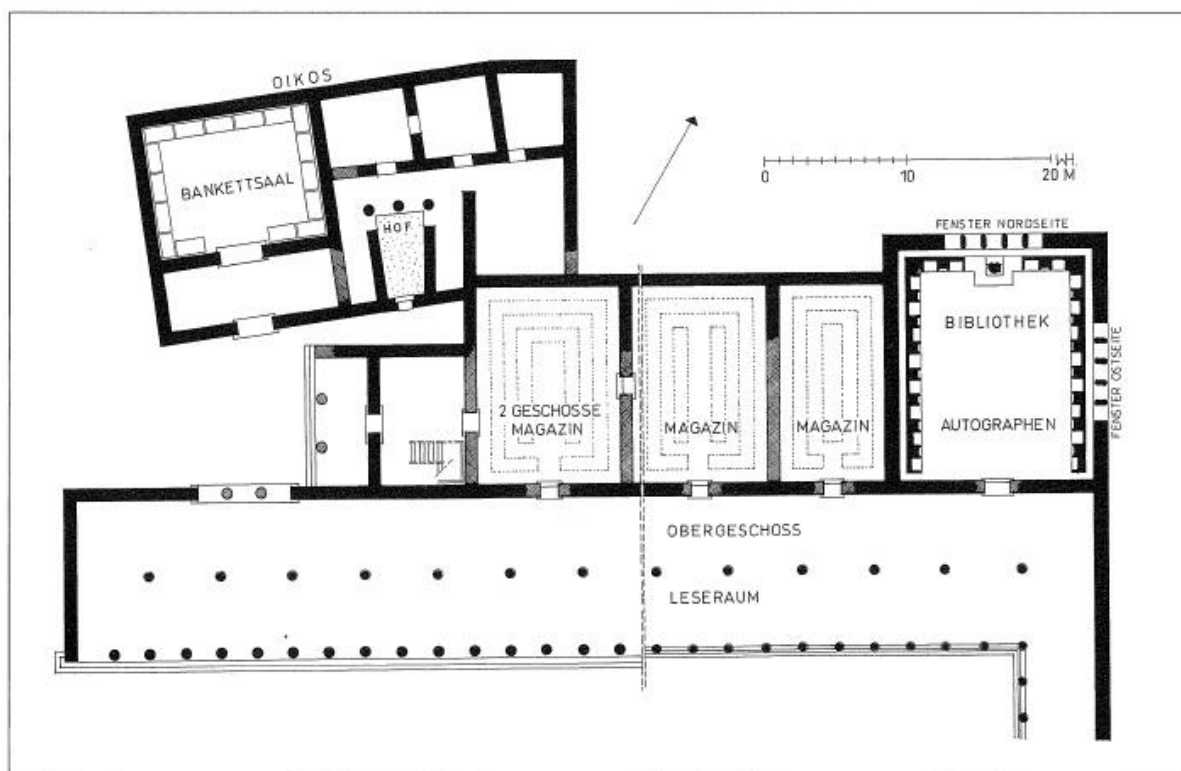 OIKOS
BANKETTSAAL
HOF
WH.
0 10 20 M
FENSTER NORDSEITE
BIBLIOTHEK
AUTOGRAPHEN
FENSTER OSTSEITE
2 GESCHOSSE
MAGAZIN
MAGAZIN
MAGAZIN
OBERGESCHOSS
LESERAUM